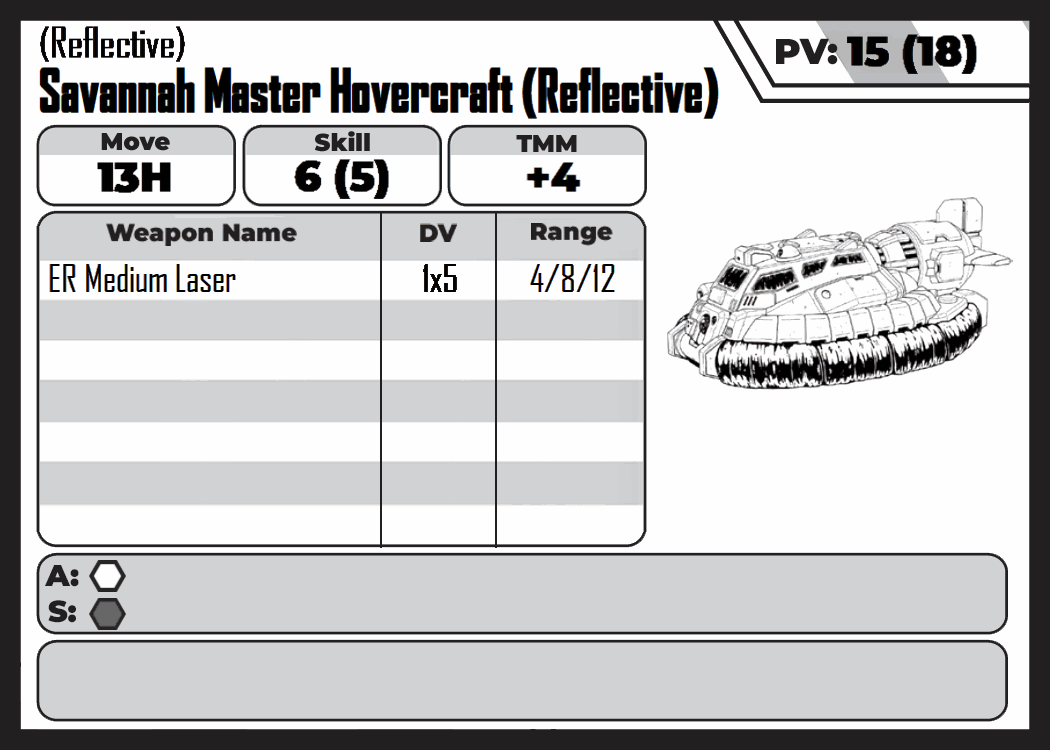 (Reflective)
Savannah Master Hovercraft (Reflective)
PV: 15 (18)
Move
13H
Skill
6 (5)
TMM
+4
Weapon Name DV Range
ER Medium Laser 1x5 4/8/12
A:
S: